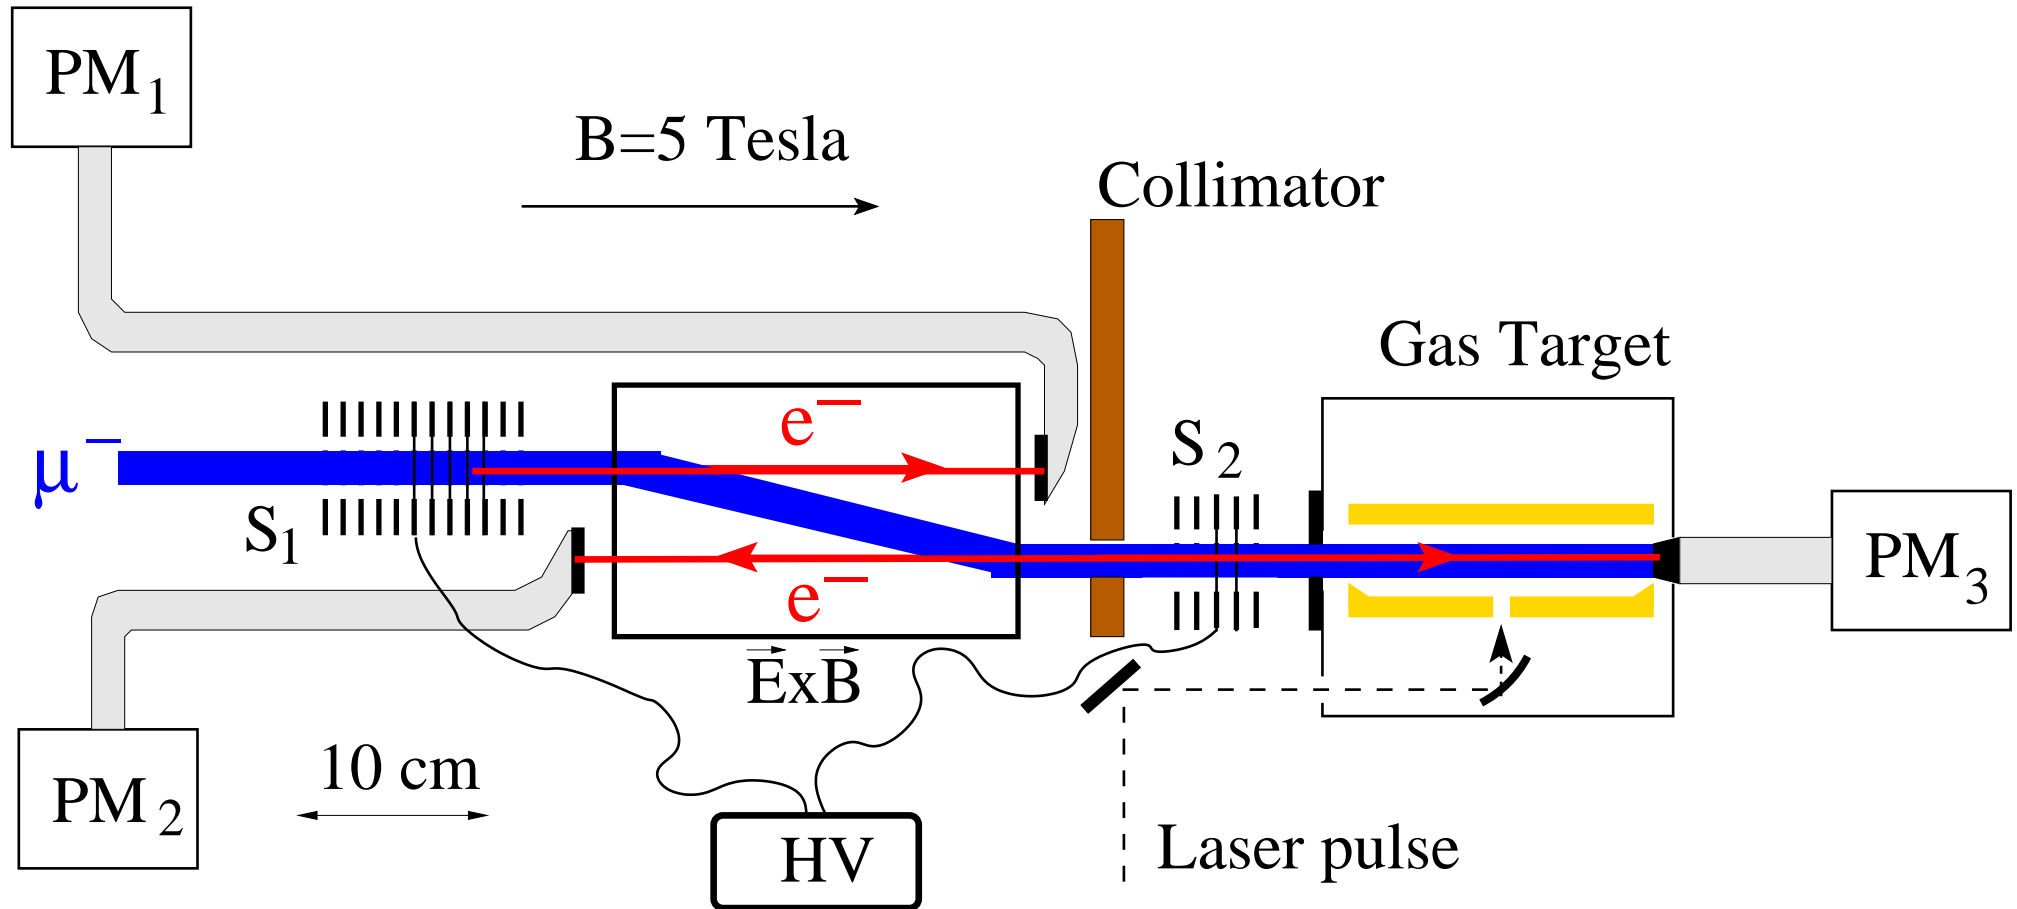 PM1
B=5 Tesla
Collimator
Gas Target
e−
μ−
S2
S1
PM3
e−
ExB
10 cm
PM2
HV
Laser pulse